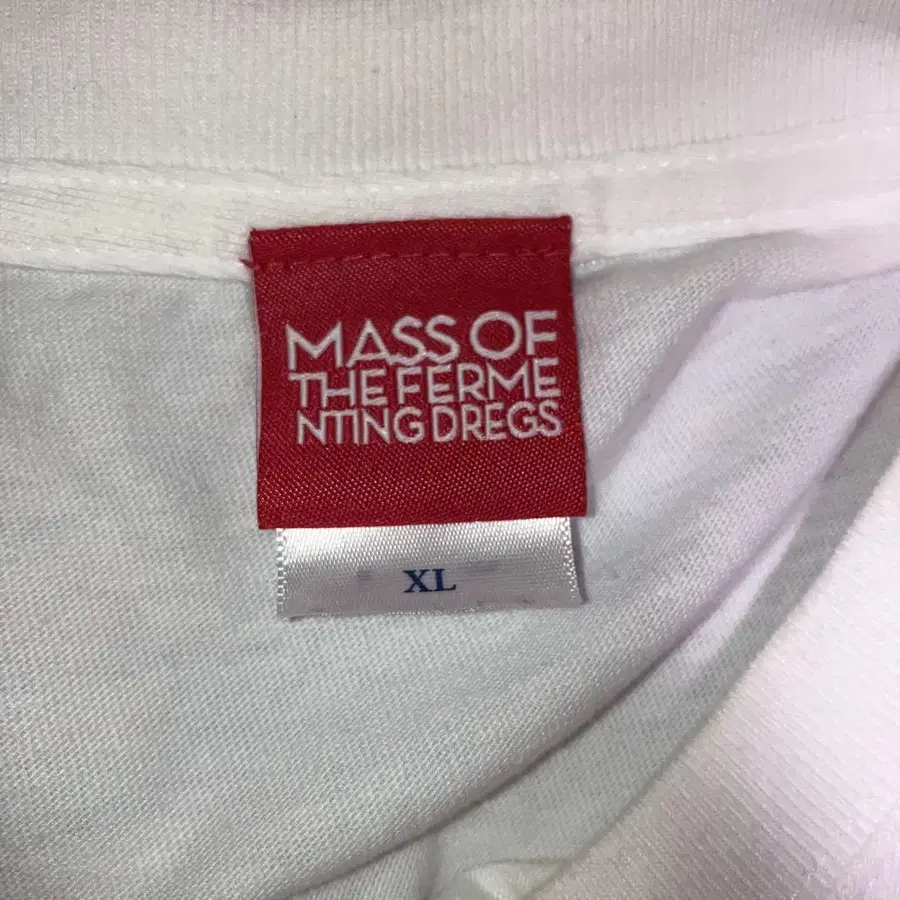 MASS OF
THE FERME
NTING DREGS
XL